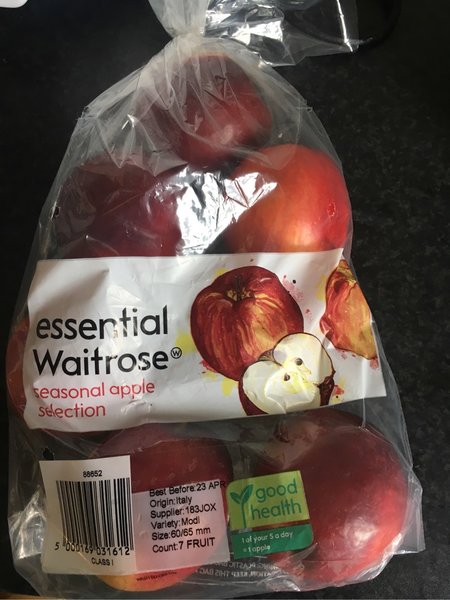 essential
Waitrose
seasonal apple
selection
88652
5 000169 031612
CLASS I
Best Before: 23 APR
Origin: Italy
Supplier: 183JOX
Variety: Modi
Size: 60/65 mm
Count: 7 FRUIT
good
health
1 of your 5 a day
= 1 apple